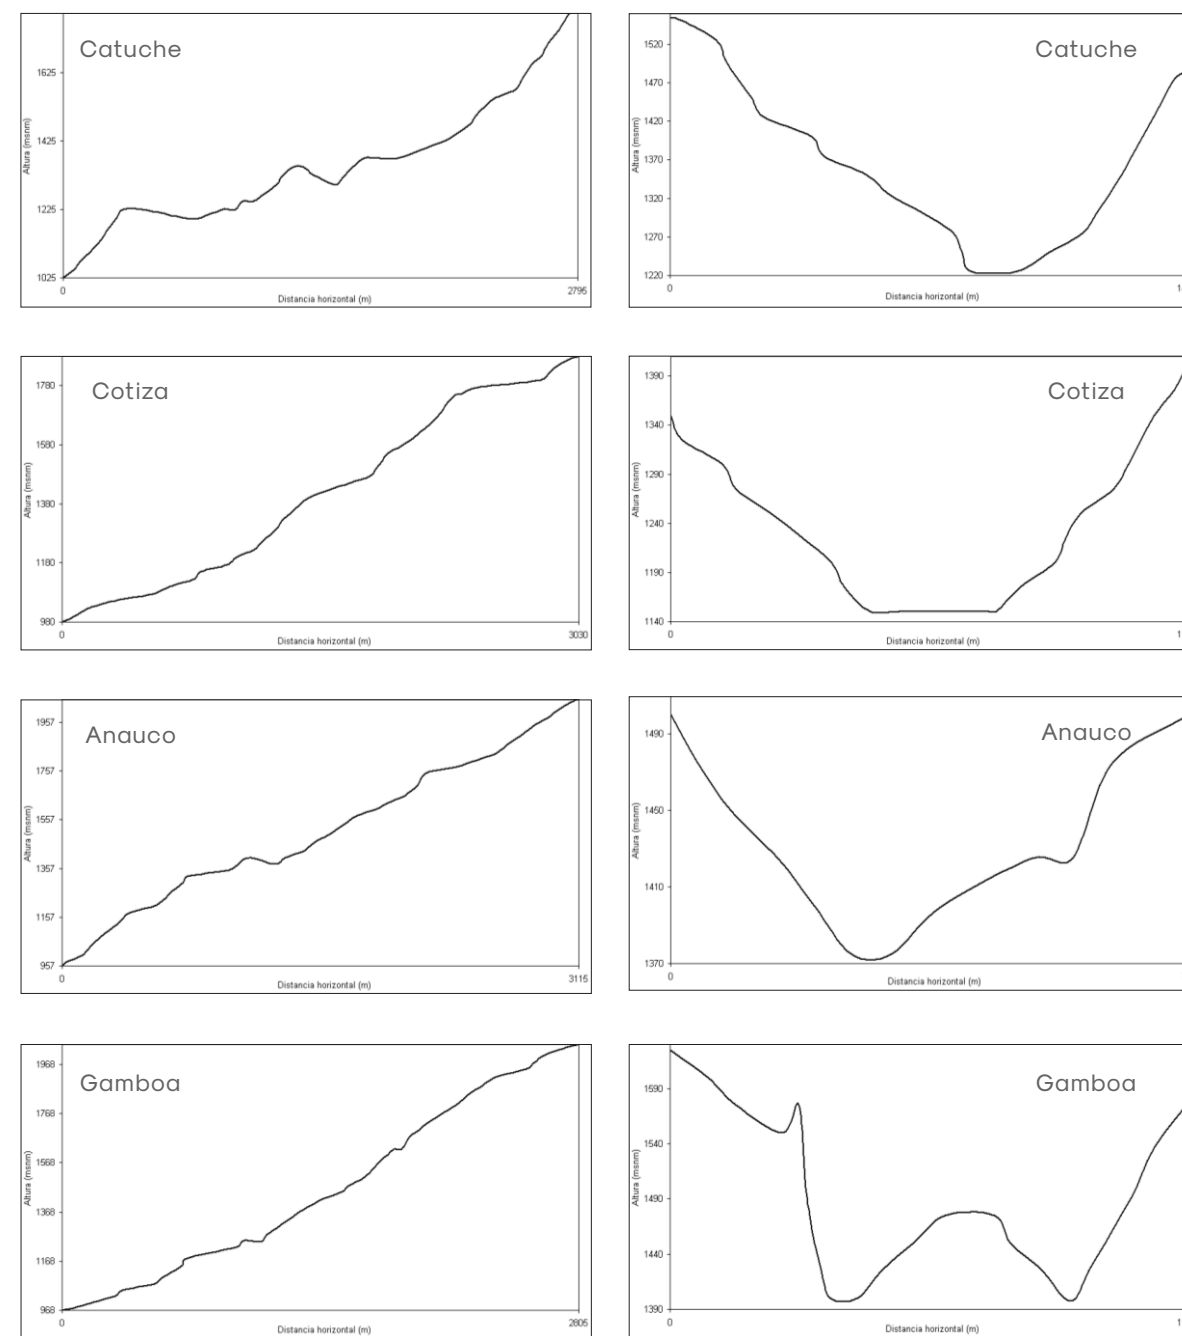 Catuche
Altura (msnm)
1625
1425
1225
1025
0
2795
Distancia horizontal (m)
Catuche
Altura (msnm)
1520
1470
1420
1370
1320
1270
1220
0
Distancia horizontal (m)
Cotiza
Altura (msnm)
1780
1580
1380
1180
980
0
3030
Distancia horizontal (m)
Cotiza
Altura (msnm)
1390
1340
1290
1240
1190
1140
0
Distancia horizontal (m)
Anauco
Altura (msnm)
1957
1757
1557
1357
1157
957
0
3115
Distancia horizontal (m)
Anauco
Altura (msnm)
1490
1450
1410
1370
0
Distancia horizontal (m)
Gamboa
Altura (msnm)
1968
1768
1568
1368
1168
968
0
2805
Distancia horizontal (m)
Gamboa
Altura (msnm)
1590
1540
1490
1440
1390
0
Distancia horizontal (m)